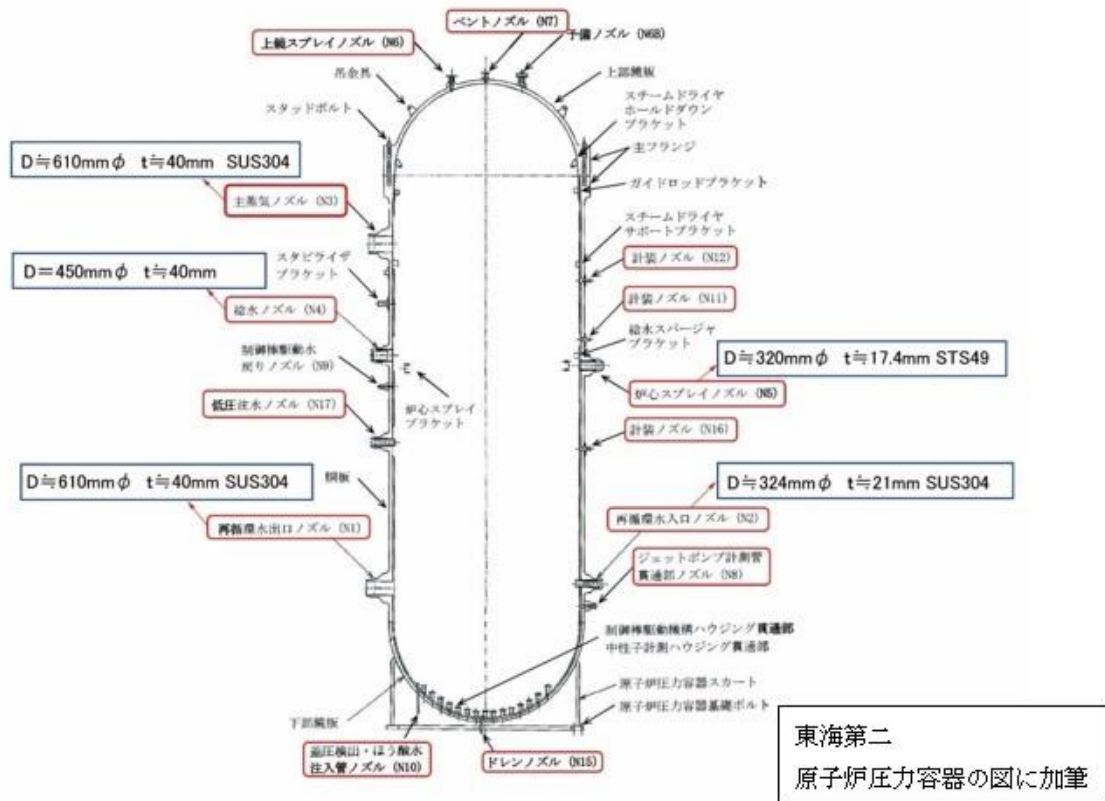 ベントノズル (N7)
上鏡スプレイノズル (N6)
予備ノズル (N6B)
吊金具
上部鏡板
スタッドボルト
スチームドライヤ
ホールドダウン
ブラケット
主フランジ
D≒610mmφ t≒40mm SUS304
ガイドロッドブラケット
主蒸気ノズル (N3)
スチームドライヤ
サポートブラケット
スタビライザ
ブラケット
計装ノズル (N12)
D＝450mmφ t≒40mm
給水ノズル (N4)
計装ノズル (N11)
給水スパージャ
ブラケット
制御棒駆動水
戻りノズル (N9)
D≒320mmφ t≒17.4mm STS49
炉心スプレイノズル (N5)
低圧注水ノズル (N17)
炉心スプレイ
ブラケット
計装ノズル (N16)
胴板
D≒610mmφ t≒40mm SUS304
D≒324mmφ t≒21mm SUS304
再循環水出口ノズル (N1)
再循環水入口ノズル (N2)
ジェットポンプ計測管
貫通部ノズル (N8)
制御棒駆動機構ハウジング貫通部
中性子計測ハウジング貫通部
原子炉圧力容器スカート
原子炉圧力容器基礎ボルト
下部鏡板
差圧検出・ほう酸水
注入管ノズル (N10)
ドレンノズル (N15)
東海第二
原子炉圧力容器の図に加筆